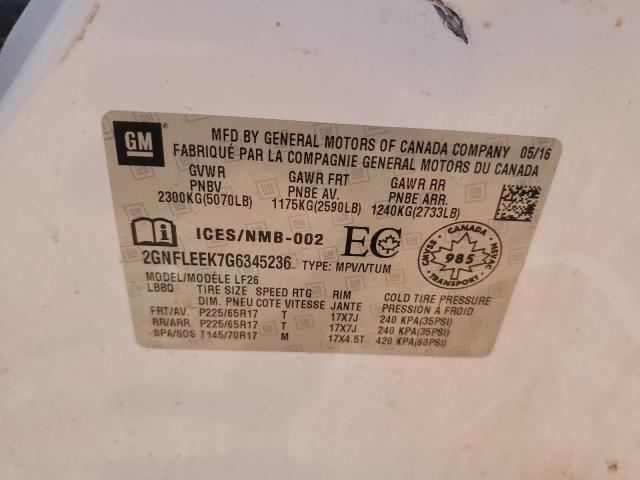 GM ®
MFD BY GENERAL MOTORS OF CANADA COMPANY 05/16
FABRIQUÉ PAR LA COMPAGNIE GENERAL MOTORS DU CANADA
GVWR GAWR FRT GAWR RR
PNBV PNBE AV. PNBE ARR.
2300KG(5070LB) 1175KG(2590LB) 1240KG(2733LB)
i ICES/NMB-002 EC
CANADA
CMVSS NSVAC
985
TRANSPORT
2GNFLEEK7G6345236 TYPE: MPV/VTUM
MODEL/MODÈLE LF26
LBBQ TIRE SIZE SPEED RTG RIM COLD TIRE PRESSURE
DIM. PNEU COTE VITESSE JANTE PRESSION À FROID
FRT/AV. P225/65R17 T 17X7J 240 KPA(35PSI)
RR/ARR. P225/65R17 T 17X7J 240 KPA(35PSI)
SPA/SOS T145/70R17 M 17X4.5T 420 KPA(60PSI)